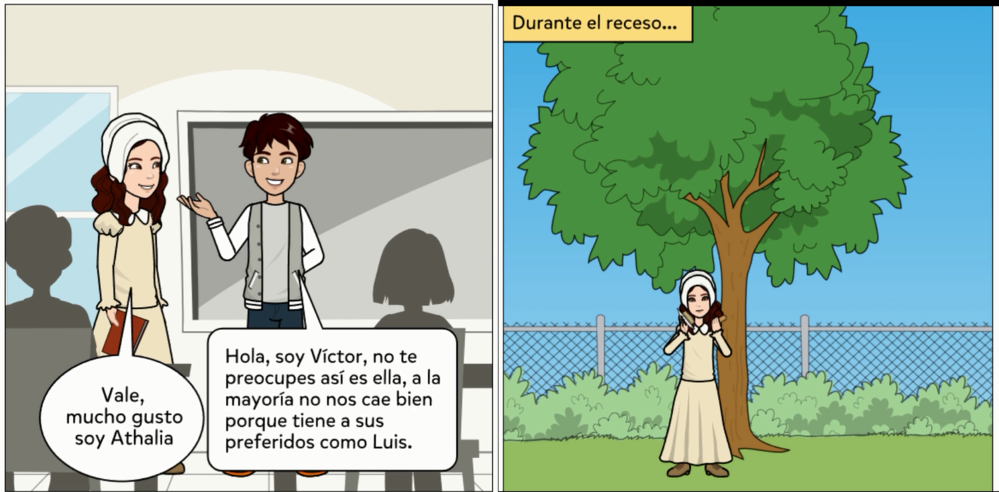 Vale,
mucho gusto
soy Athalia
Hola, soy Víctor, no te
preocupes así es ella, a la
mayoría no nos cae bien
porque tiene a sus
preferidos como Luis.
Durante el receso...